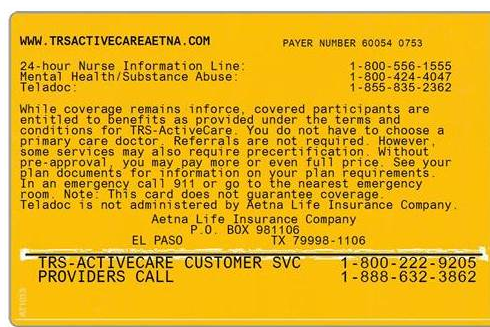 WWW.TRSACTIVECAREAETNA.COM PAYER NUMBER 60054 0753
24-hour Nurse Information Line: 1-800-556-1555
Mental Health/Substance Abuse: 1-800-424-4047
Teladoc: 1-855-835-2362
While coverage remains inforce, covered participants are
entitled to benefits as provided under the terms and
conditions for TRS-ActiveCare. You do not have to choose a
primary care doctor. Referrals are not required. However,
some services may also require precertification. Without
pre-approval, you may pay more or even full price. See your
plan documents for information on your plan requirements.
In an emergency call 911 or go to the nearest emergency
room. Note: This card does not guarantee coverage.
Teladoc is not administered by Aetna Life Insurance Company.
Aetna Life Insurance Company
P.O. BOX 981106
EL PASO TX 79998-1106
TRS-ACTIVECARE CUSTOMER SVC 1-800-222-9205
PROVIDERS CALL 1-888-632-3862